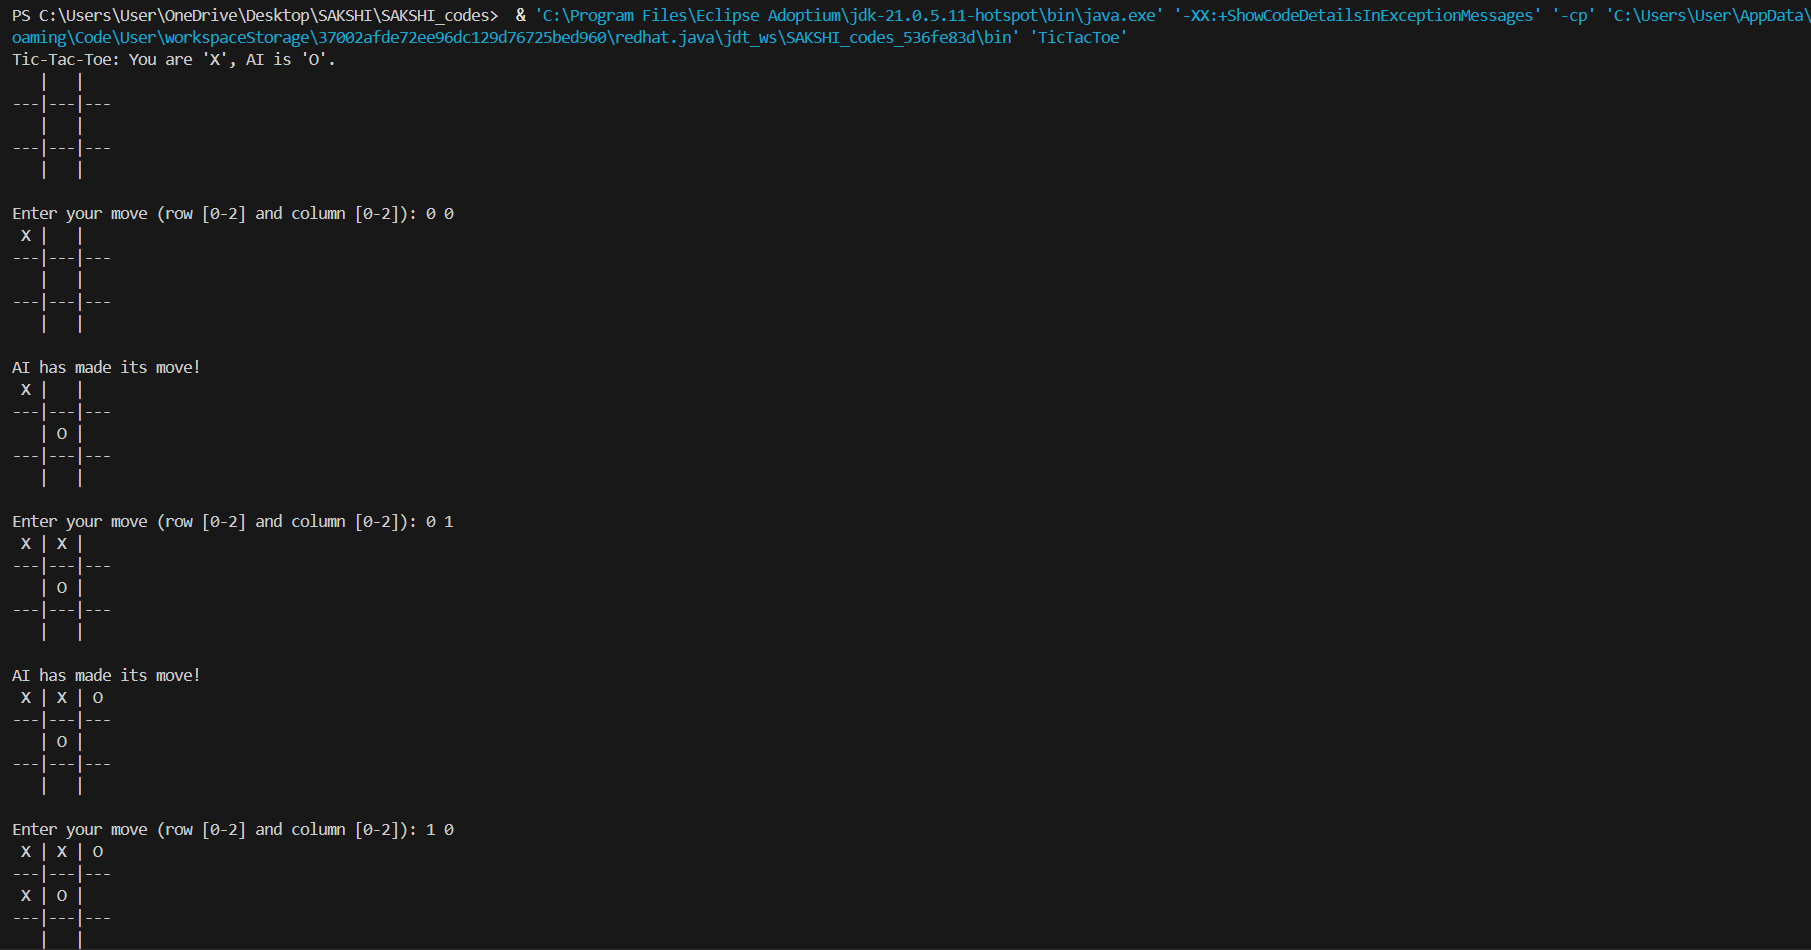 PS C:\Users\User\OneDrive\Desktop\SAKSHI\SAKSHI_codes>  & 'C:\Program Files\Eclipse Adoptium\jdk-21.0.5.11-hotspot\bin\java.exe' '-XX:+ShowCodeDetailsInExceptionMessages' '-cp' 'C:\Users\User\AppData\
oaming\Code\User\workspaceStorage\37002afde72ee96dc129d76725bed960\redhat.java\jdt_ws\SAKSHI_codes_536fe83d\bin' 'TicTacToe'
Tic-Tac-Toe: You are 'X', AI is 'O'.
   |   |
---|---|---
   |   |
---|---|---
   |   |
Enter your move (row [0-2] and column [0-2]): 0 0
 X |   |
---|---|---
   |   |
---|---|---
   |   |
AI has made its move!
 X |   |
---|---|---
   | O |
---|---|---
   |   |
Enter your move (row [0-2] and column [0-2]): 0 1
 X | X |
---|---|---
   | O |
---|---|---
   |   |
AI has made its move!
 X | X | O
---|---|---
   | O |
---|---|---
   |   |
Enter your move (row [0-2] and column [0-2]): 1 0
 X | X | O
---|---|---
 X | O |
---|---|---
   |   |